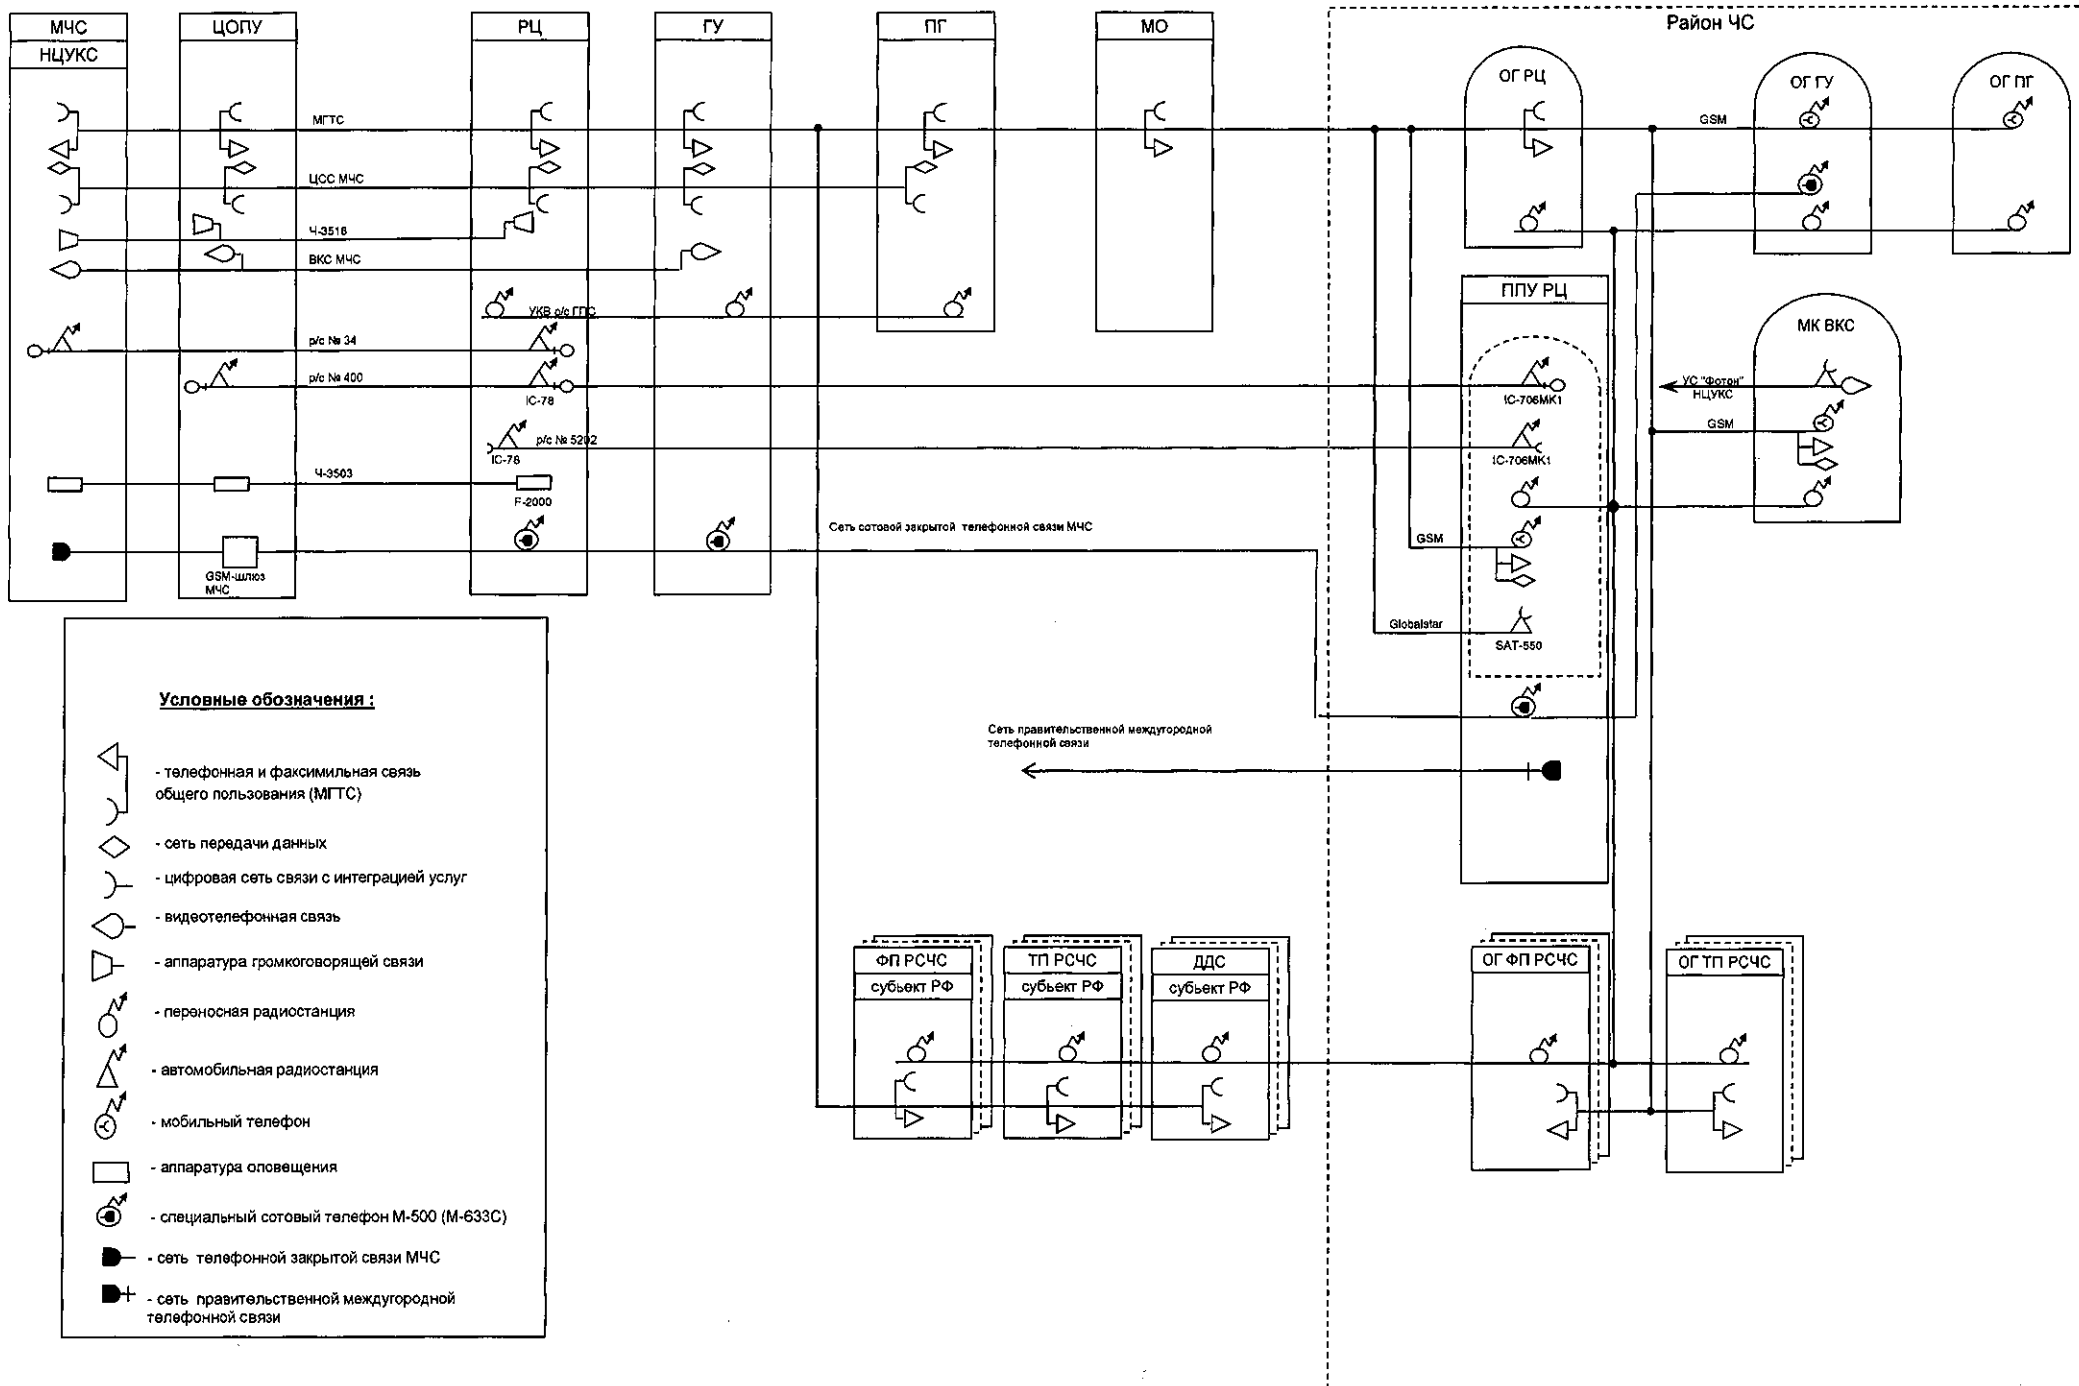 МЧС
НЦУКС
ЦОПУ
РЦ
ГУ
ПГ
МО
Район ЧС
ОГ РЦ
ОГ ГУ
ОГ ПГ
МГТС
GSM
ЦСС МЧС
Ч-3516
ВКС МЧС
УКВ р/с ГПС
ППУ РЦ
МК ВКС
р/с № 34
р/с № 400
IC-78
IC-706MK1
УС "Фотон"
НЦУКС
GSM
р/с № 5202
IC-78
IC-706MK1
Ч-3503
F-2000
Сеть сотовой закрытой телефонной связи МЧС
GSM
GSM-шлюз
МЧС
Globalstar
SAT-550
Сеть правительственной междугородной
телефонной связи
Условные обозначения :
- телефонная и факсимильная связь
общего пользования (МГТС)
- сеть передачи данных
- цифровая сеть связи с интеграцией услуг
- видеотелефонная связь
- аппаратура громкоговорящей связи
- переносная радиостанция
- автомобильная радиостанция
- мобильный телефон
- аппаратура оповещения
- специальный сотовый телефон М-500 (М-633С)
- сеть телефонной закрытой связи МЧС
- сеть правительственной междугородной
телефонной связи
ФП РСЧС
субъект РФ
ТП РСЧС
субъект РФ
ДДС
субъект РФ
ОГ ФП РСЧС
ОГ ТП РСЧС